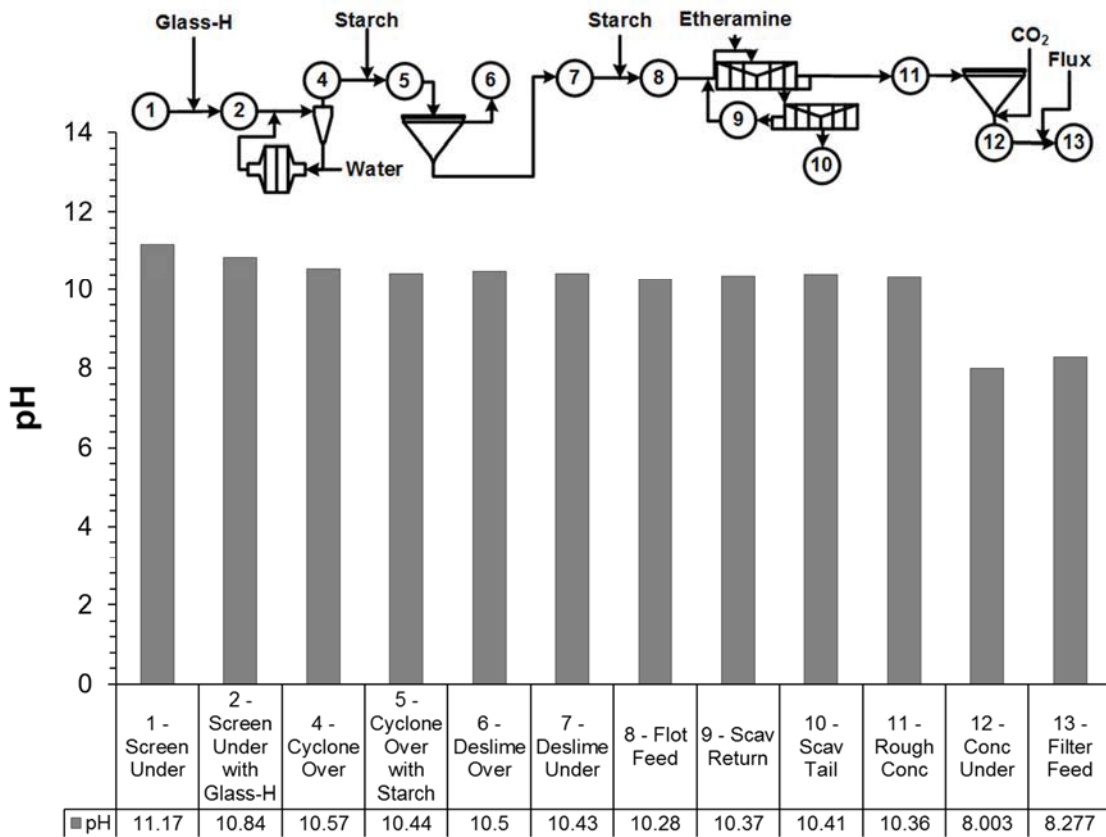 Glass-H
Starch
Starch
Etheramine
CO₂
Flux
1
2
4
5
6
7
8
9
10
11
12
13
Water
pH
14
12
10
8
6
4
2
0
1 -
Screen
Under
2 -
Screen
Under
with
Glass-H
4 -
Cyclone
Over
5 -
Cyclone
Over
with
Starch
6 -
Deslime
Over
7 -
Deslime
Under
8 - Flot
Feed
9 - Scav
Return
10 -
Scav
Tail
11 -
Rough
Conc
12 -
Conc
Under
13 -
Filter
Feed
pH 11.17 10.84 10.57 10.44 10.5 10.43 10.28 10.37 10.41 10.36 8.003 8.277